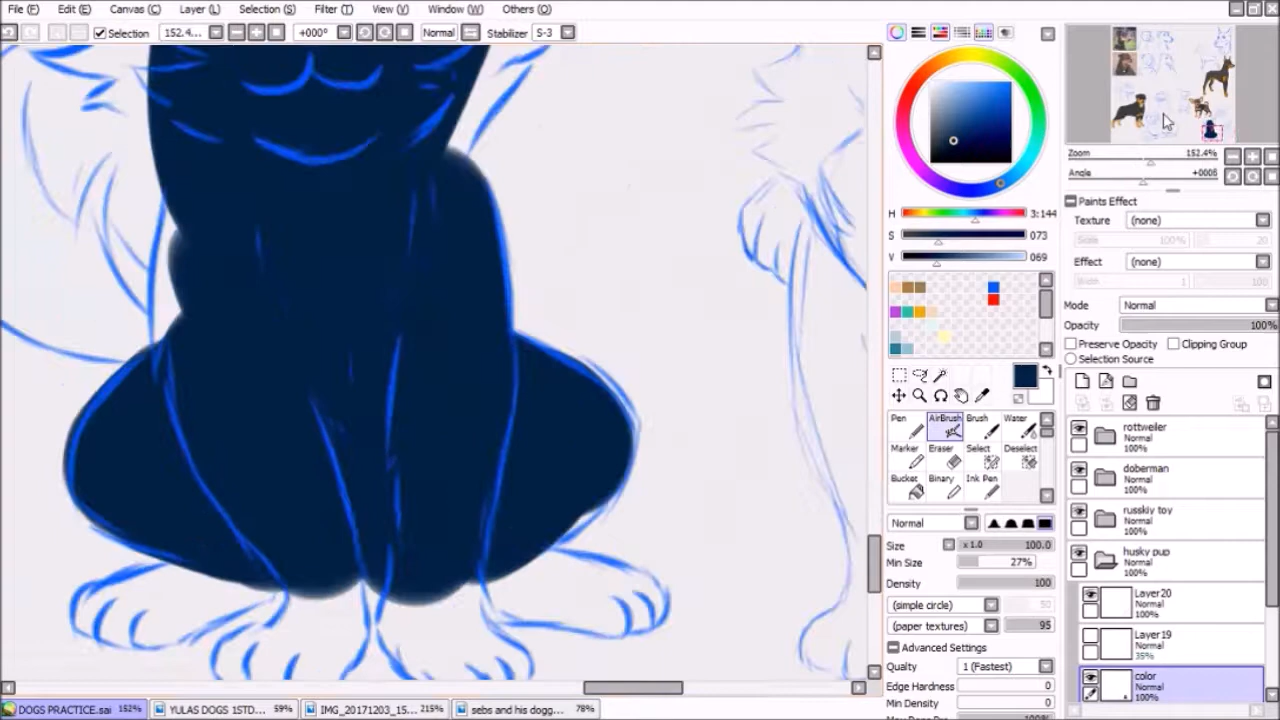 File (F) Edit (E) Canvas (C) Layer (L) Selection (S) Filter (T) View (V) Window (W) Others (O)
Selection 152.4... +000° Normal Stabilizer S-3
Zoom 152.4%
Angle +000δ
Paints Effect
Texture (none)
Scale 100% 20
Effect (none)
Width 1 100
Mode Normal
Opacity 100%
Preserve Opacity Clipping Group
Selection Source
H 3:144
S 073
V 069
Pen AirBrush Brush Water
Marker Eraser Select Deselect
Bucket Binary Ink Pen
Normal
Size x 1.0 100.0
Min Size 27%
Density 100
(simple circle) 50
(paper textures) 95
Advanced Settings
Qualty 1 (Fastest)
Edge Hardness 0
Min Density 0
rottweiler
Normal
100%
doberman
Normal
100%
russkiy toy
Normal
100%
husky pup
Normal
100%
Layer20
Normal
100%
Layer19
Normal
35%
color
Normal
100%
DOGS PRACTICE.sai 152% YULAS DOGS 1STD... 59% IMG_20171203_15... 215% sebs and his dogg... 78%